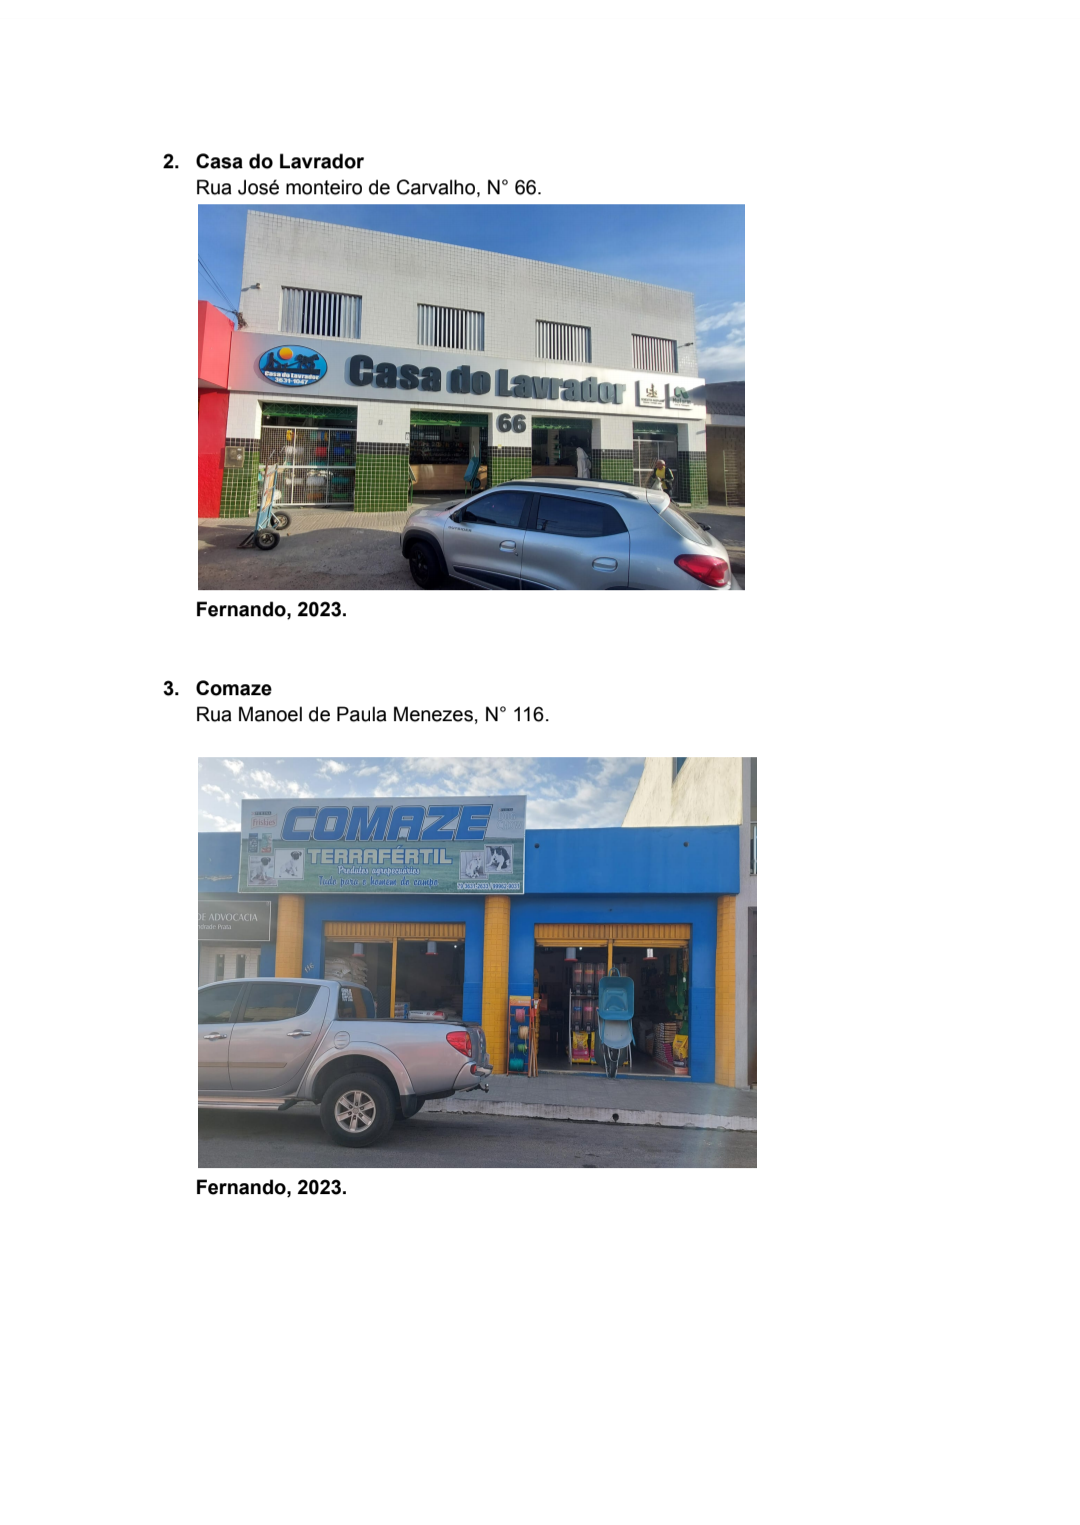 2. Casa do Lavrador
Rua José monteiro de Carvalho, N° 66.
Casa do Lavrador
3631-1047
Casa do Lavrador
66
Fernando, 2023.
3. Comaze
Rua Manoel de Paula Menezes, N° 116.
COMAZE
TERRAFÉRTIL
Produtos agropecuários
Tudo para o homem do campo
DE ADVOCACIA
Fernando, 2023.